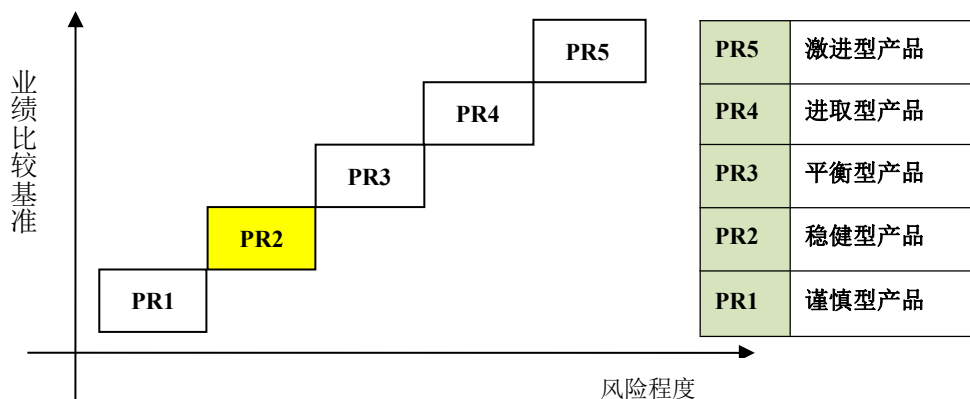 业绩比较基准
PR5
PR4
PR3
PR2
PR1
风险程度
PR5 激进型产品
PR4 进取型产品
PR3 平衡型产品
PR2 稳健型产品
PR1 谨慎型产品